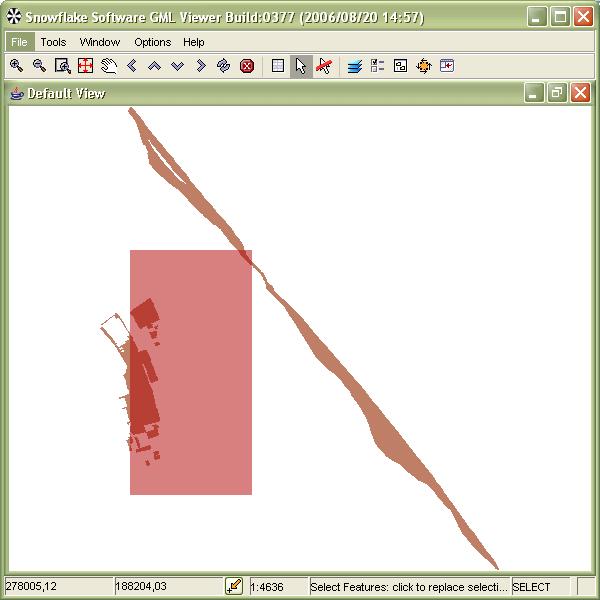 Snowflake Software GML Viewer Build:0377 (2006/08/20 14:57)
File Tools Window Options Help
Default View
278005,12 188204,03 1:4636 Select Features: click to replace selecti... SELECT